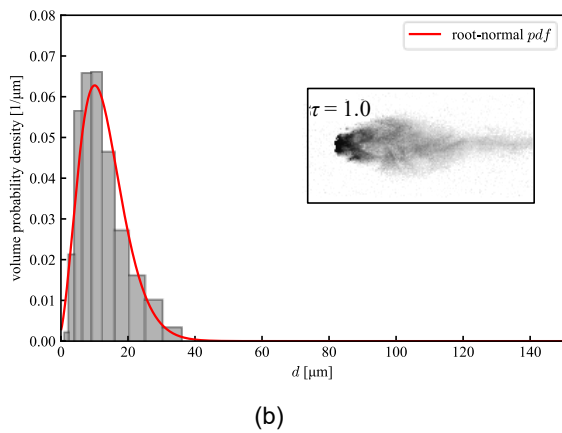 0.08
0.07
0.06
0.05
0.04
0.03
0.02
0.01
0.00
volume probability density [1/μm]
root-normal pdf
τ = 1.0
0 20 40 60 80 100 120 140
d [μm]
(b)